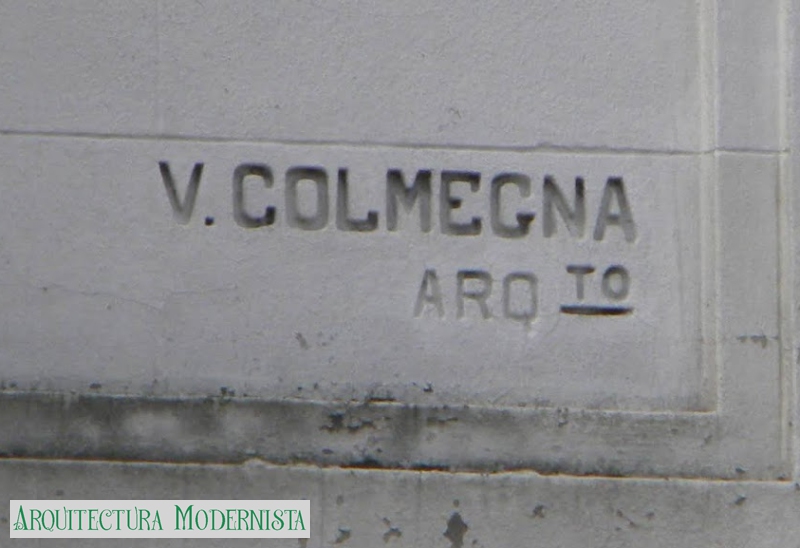 V. COLMEGNA
ARQ TO
ARQUITECTURA MODERNISTA